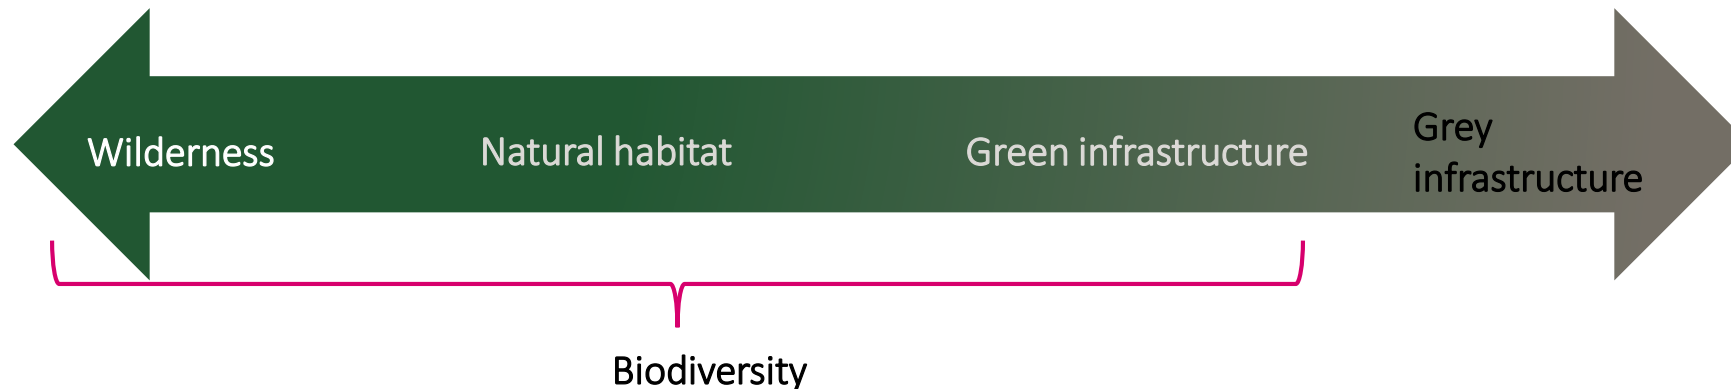 Wilderness
Natural habitat
Green infrastructure
Grey
infrastructure
Biodiversity